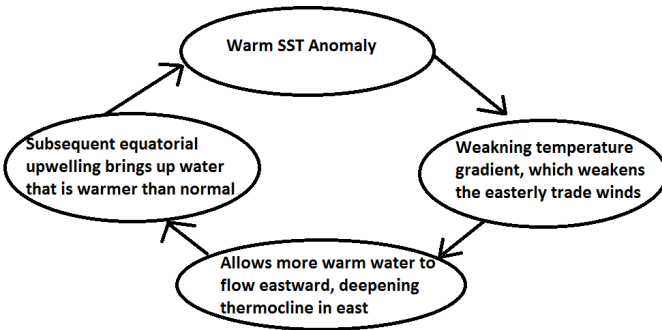 Warm SST Anomaly
Weakning temperature
gradient, which weakens
the easterly trade winds
Allows more warm water to
flow eastward, deepening
thermocline in east
Subsequent equatorial
upwelling brings up water
that is warmer than normal